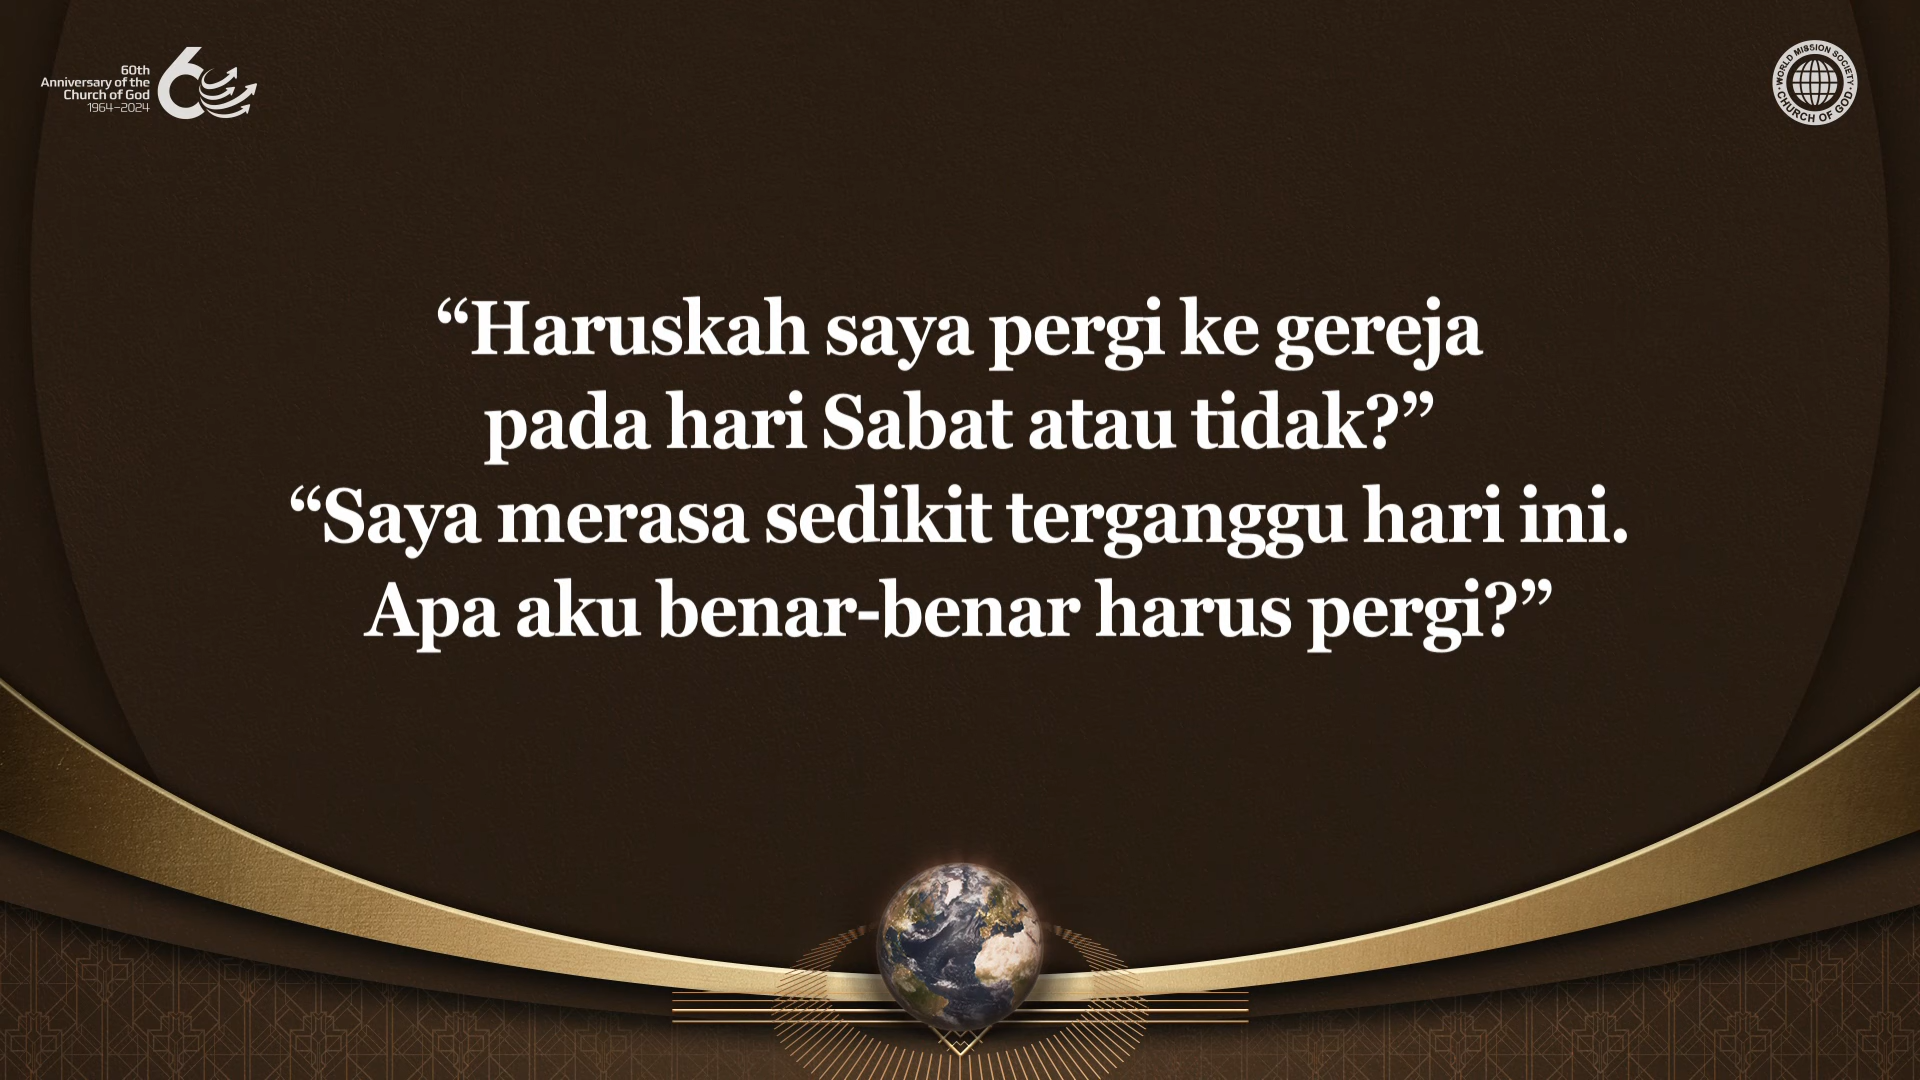 60th
Anniversary of the
Church of God
1964–2024
WORLD MISSION SOCIETY
CHURCH OF GOD
“Haruskah saya pergi ke gereja
pada hari Sabat atau tidak?”
“Saya merasa sedikit terganggu hari ini.
Apa aku benar-benar harus pergi?”